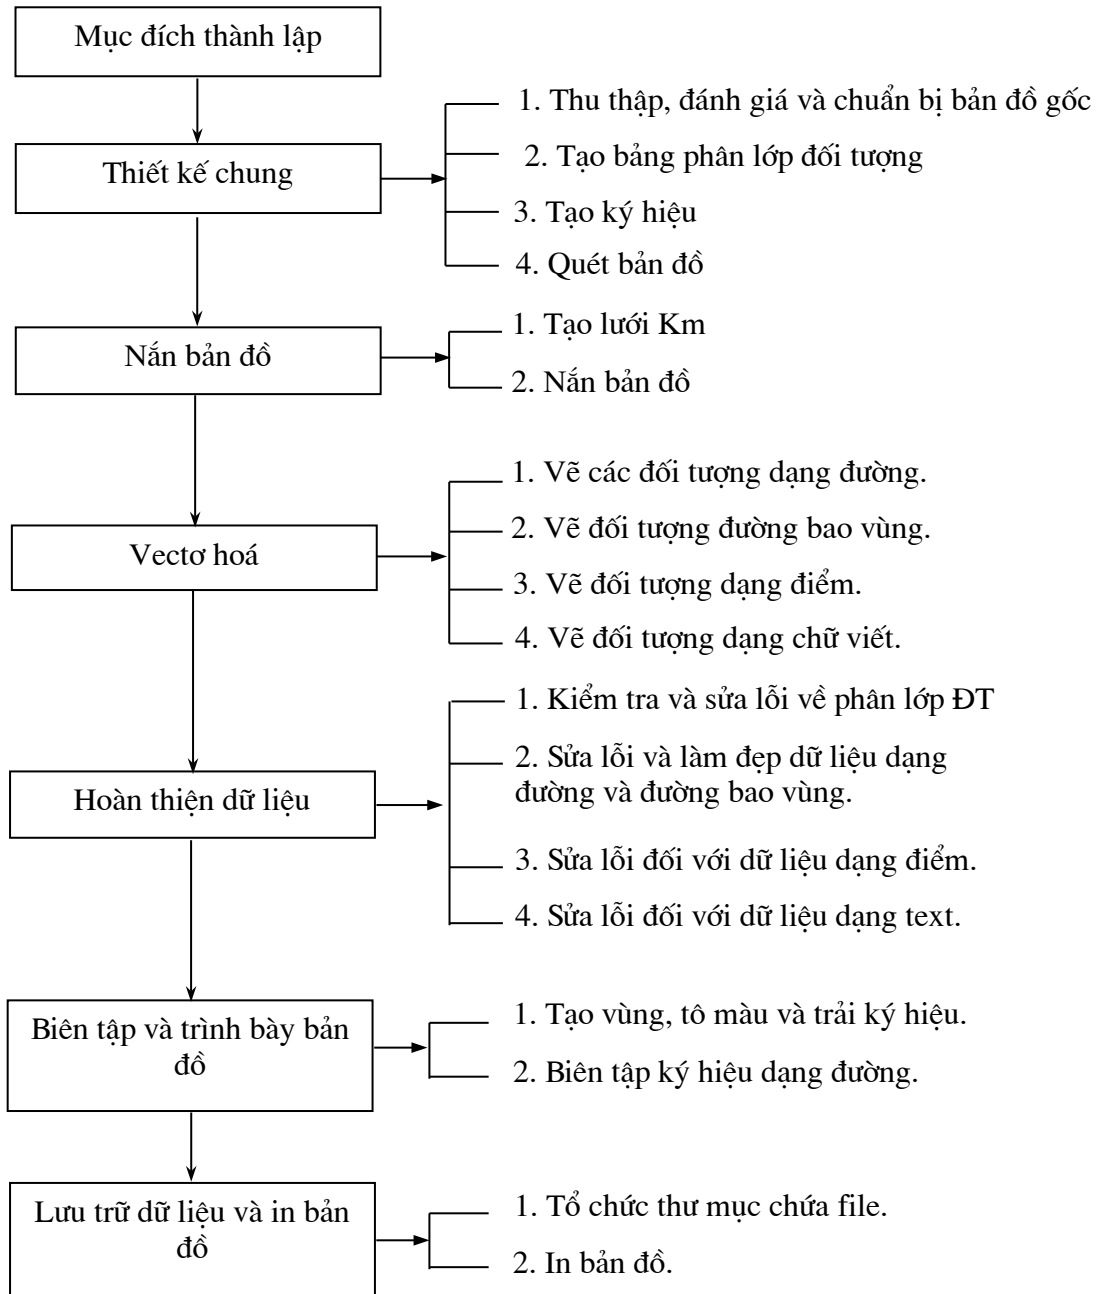 Mục đích thành lập
Thiết kế chung
1. Thu thập, đánh giá và chuẩn bị bản đồ gốc
2. Tạo bảng phân lớp đối tượng
3. Tạo ký hiệu
4. Quét bản đồ
Nắn bản đồ
1. Tạo lưới Km
2. Nắn bản đồ
Vectơ hoá
1. Vẽ các đối tượng dạng đường.
2. Vẽ đối tượng đường bao vùng.
3. Vẽ đối tượng dạng điểm.
4. Vẽ đối tượng dạng chữ viết.
Hoàn thiện dữ liệu
1. Kiểm tra và sửa lỗi về phân lớp ĐT
2. Sửa lỗi và làm đẹp dữ liệu dạng
đường và đường bao vùng.
3. Sửa lỗi đối với dữ liệu dạng điểm.
4. Sửa lỗi đối với dữ liệu dạng text.
Biên tập và trình bày bản
đồ
1. Tạo vùng, tô màu và trải ký hiệu.
2. Biên tập ký hiệu dạng đường.
Lưu trữ dữ liệu và in bản
đồ
1. Tổ chức thư mục chứa file.
2. In bản đồ.